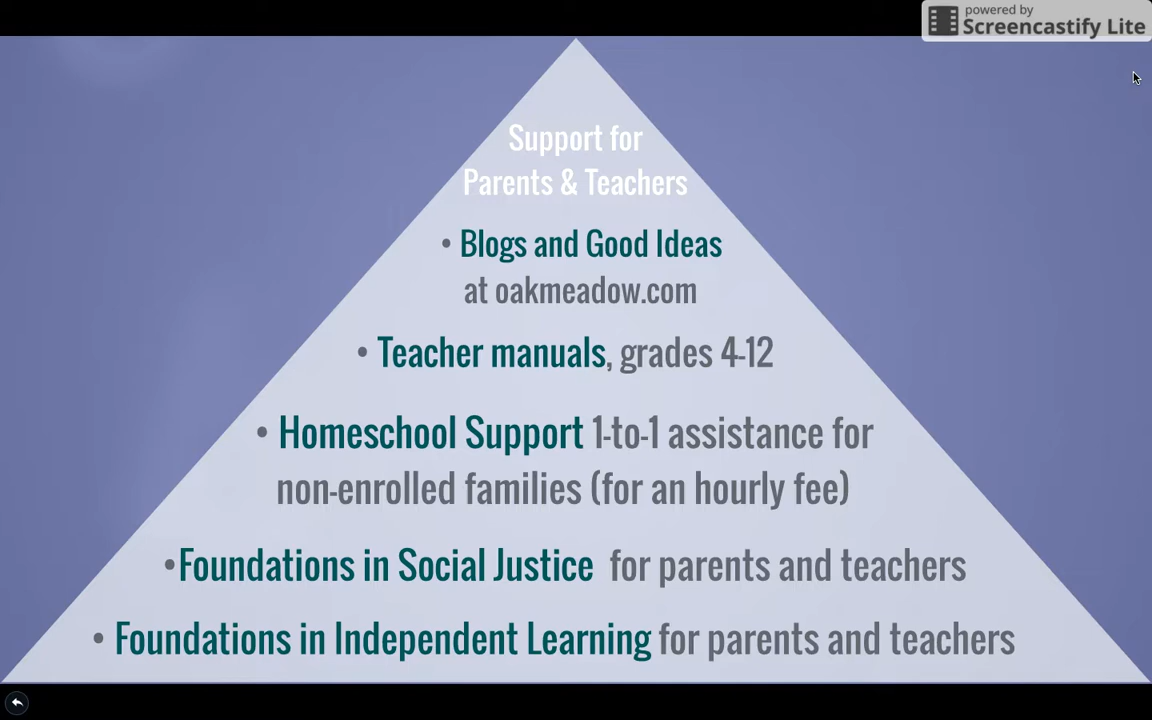 powered by
Screencastify Lite
Support for
Parents & Teachers
• Blogs and Good Ideas
at oakmeadow.com
• Teacher manuals, grades 4-12
• Homeschool Support 1-to-1 assistance for
non-enrolled families (for an hourly fee)
•Foundations in Social Justice for parents and teachers
• Foundations in Independent Learning for parents and teachers